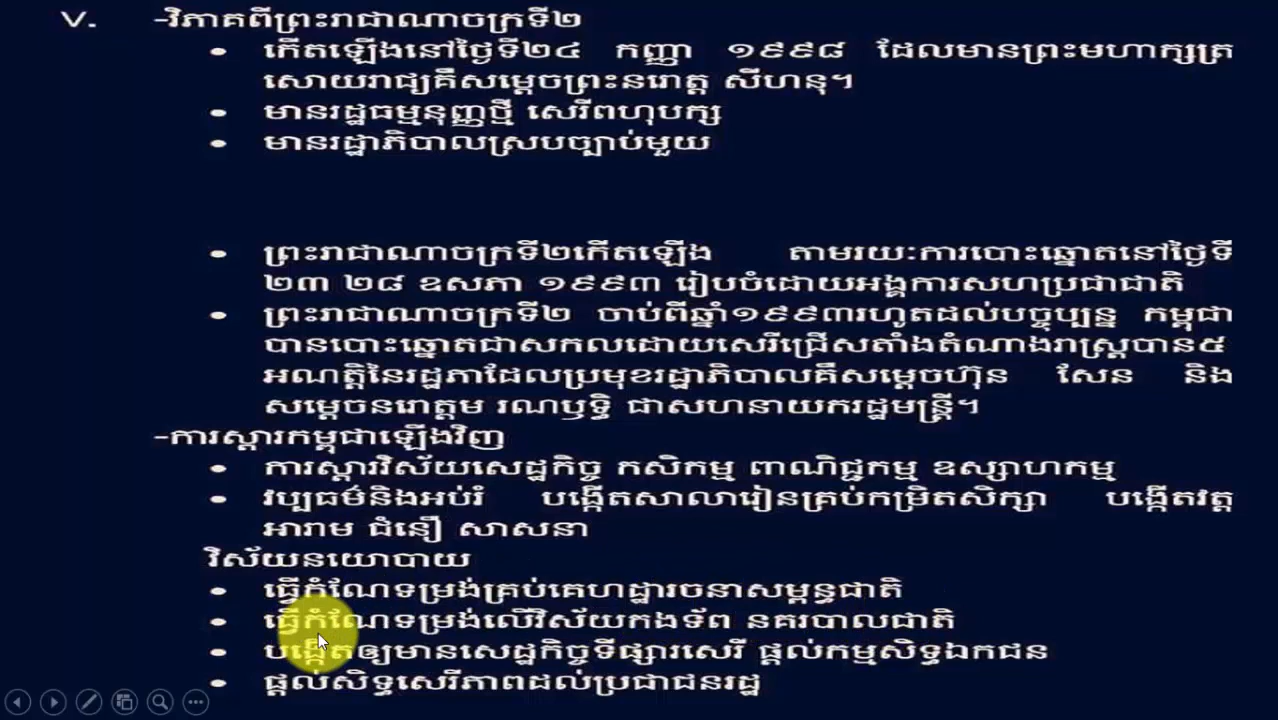 V. -វិភាគពីព្រះរាជាណាចក្រទី២
• កើតឡើងនៅថ្ងៃទី២៤ កញ្ញា ១៩៩៨ ដែលមានព្រះមហាក្សត្រ
សោយរាជ្យគឺសម្តេចព្រះនរោត្ត សីហនុ។
• មានរដ្ឋធម្មនុញ្ញថ្មី សេរីពហុបក្ស
• មានរដ្ឋាភិបាលស្របច្បាប់មួយ
• ព្រះរាជាណាចក្រទី២កើតឡើង តាមរយៈការបោះឆ្នោតនៅថ្ងៃទី
២៣ ២៨ ឧសភា ១៩៩៣ រៀបចំដោយអង្គការសហប្រជាជាតិ
• ព្រះរាជាណាចក្រទី២ ចាប់ពីឆ្នាំ១៩៩៣រហូតដល់បច្ចុប្បន្ន កម្ពុជា
បានបោះឆ្នោតជាសកលដោយសេរីជ្រើសតាំងតំណាងរាស្ត្របាន៥
អណត្តិនៃរដ្ឋភាដែលប្រមុខរដ្ឋាភិបាលគឺសម្តេចហ៊ុន សែន និង
សម្តេចនរោត្តម រណឫទ្ធិ ជាសហនាយករដ្ឋមន្ត្រី។
-ការស្តារកម្ពុជាឡើងវិញ
• ការស្តារវិស័យសេដ្ឋកិច្ច កសិកម្ម ពាណិជ្ជកម្ម ឧស្សាហកម្ម
• វប្បធម៌និងអប់រំ បង្កើតសាលារៀនគ្រប់កម្រិតសិក្សា បង្កើតវត្ត
អារាម ជំនឿ សាសនា
វិស័យនយោបាយ
• ធ្វើកំណែទម្រង់គ្រប់គេហដ្ឋារចនាសម្ពន្ធជាតិ
• ធ្វើកំណែទម្រង់លើវិស័យកងទ័ព នគរបាលជាតិ
• បង្កើតឲ្យមានសេដ្ឋកិច្ចទីផ្សារសេរី ផ្តល់កម្មសិទ្ធឯកជន
• ផ្តល់សិទ្ធសេរីភាពដល់ប្រជាជនរដ្ឋ